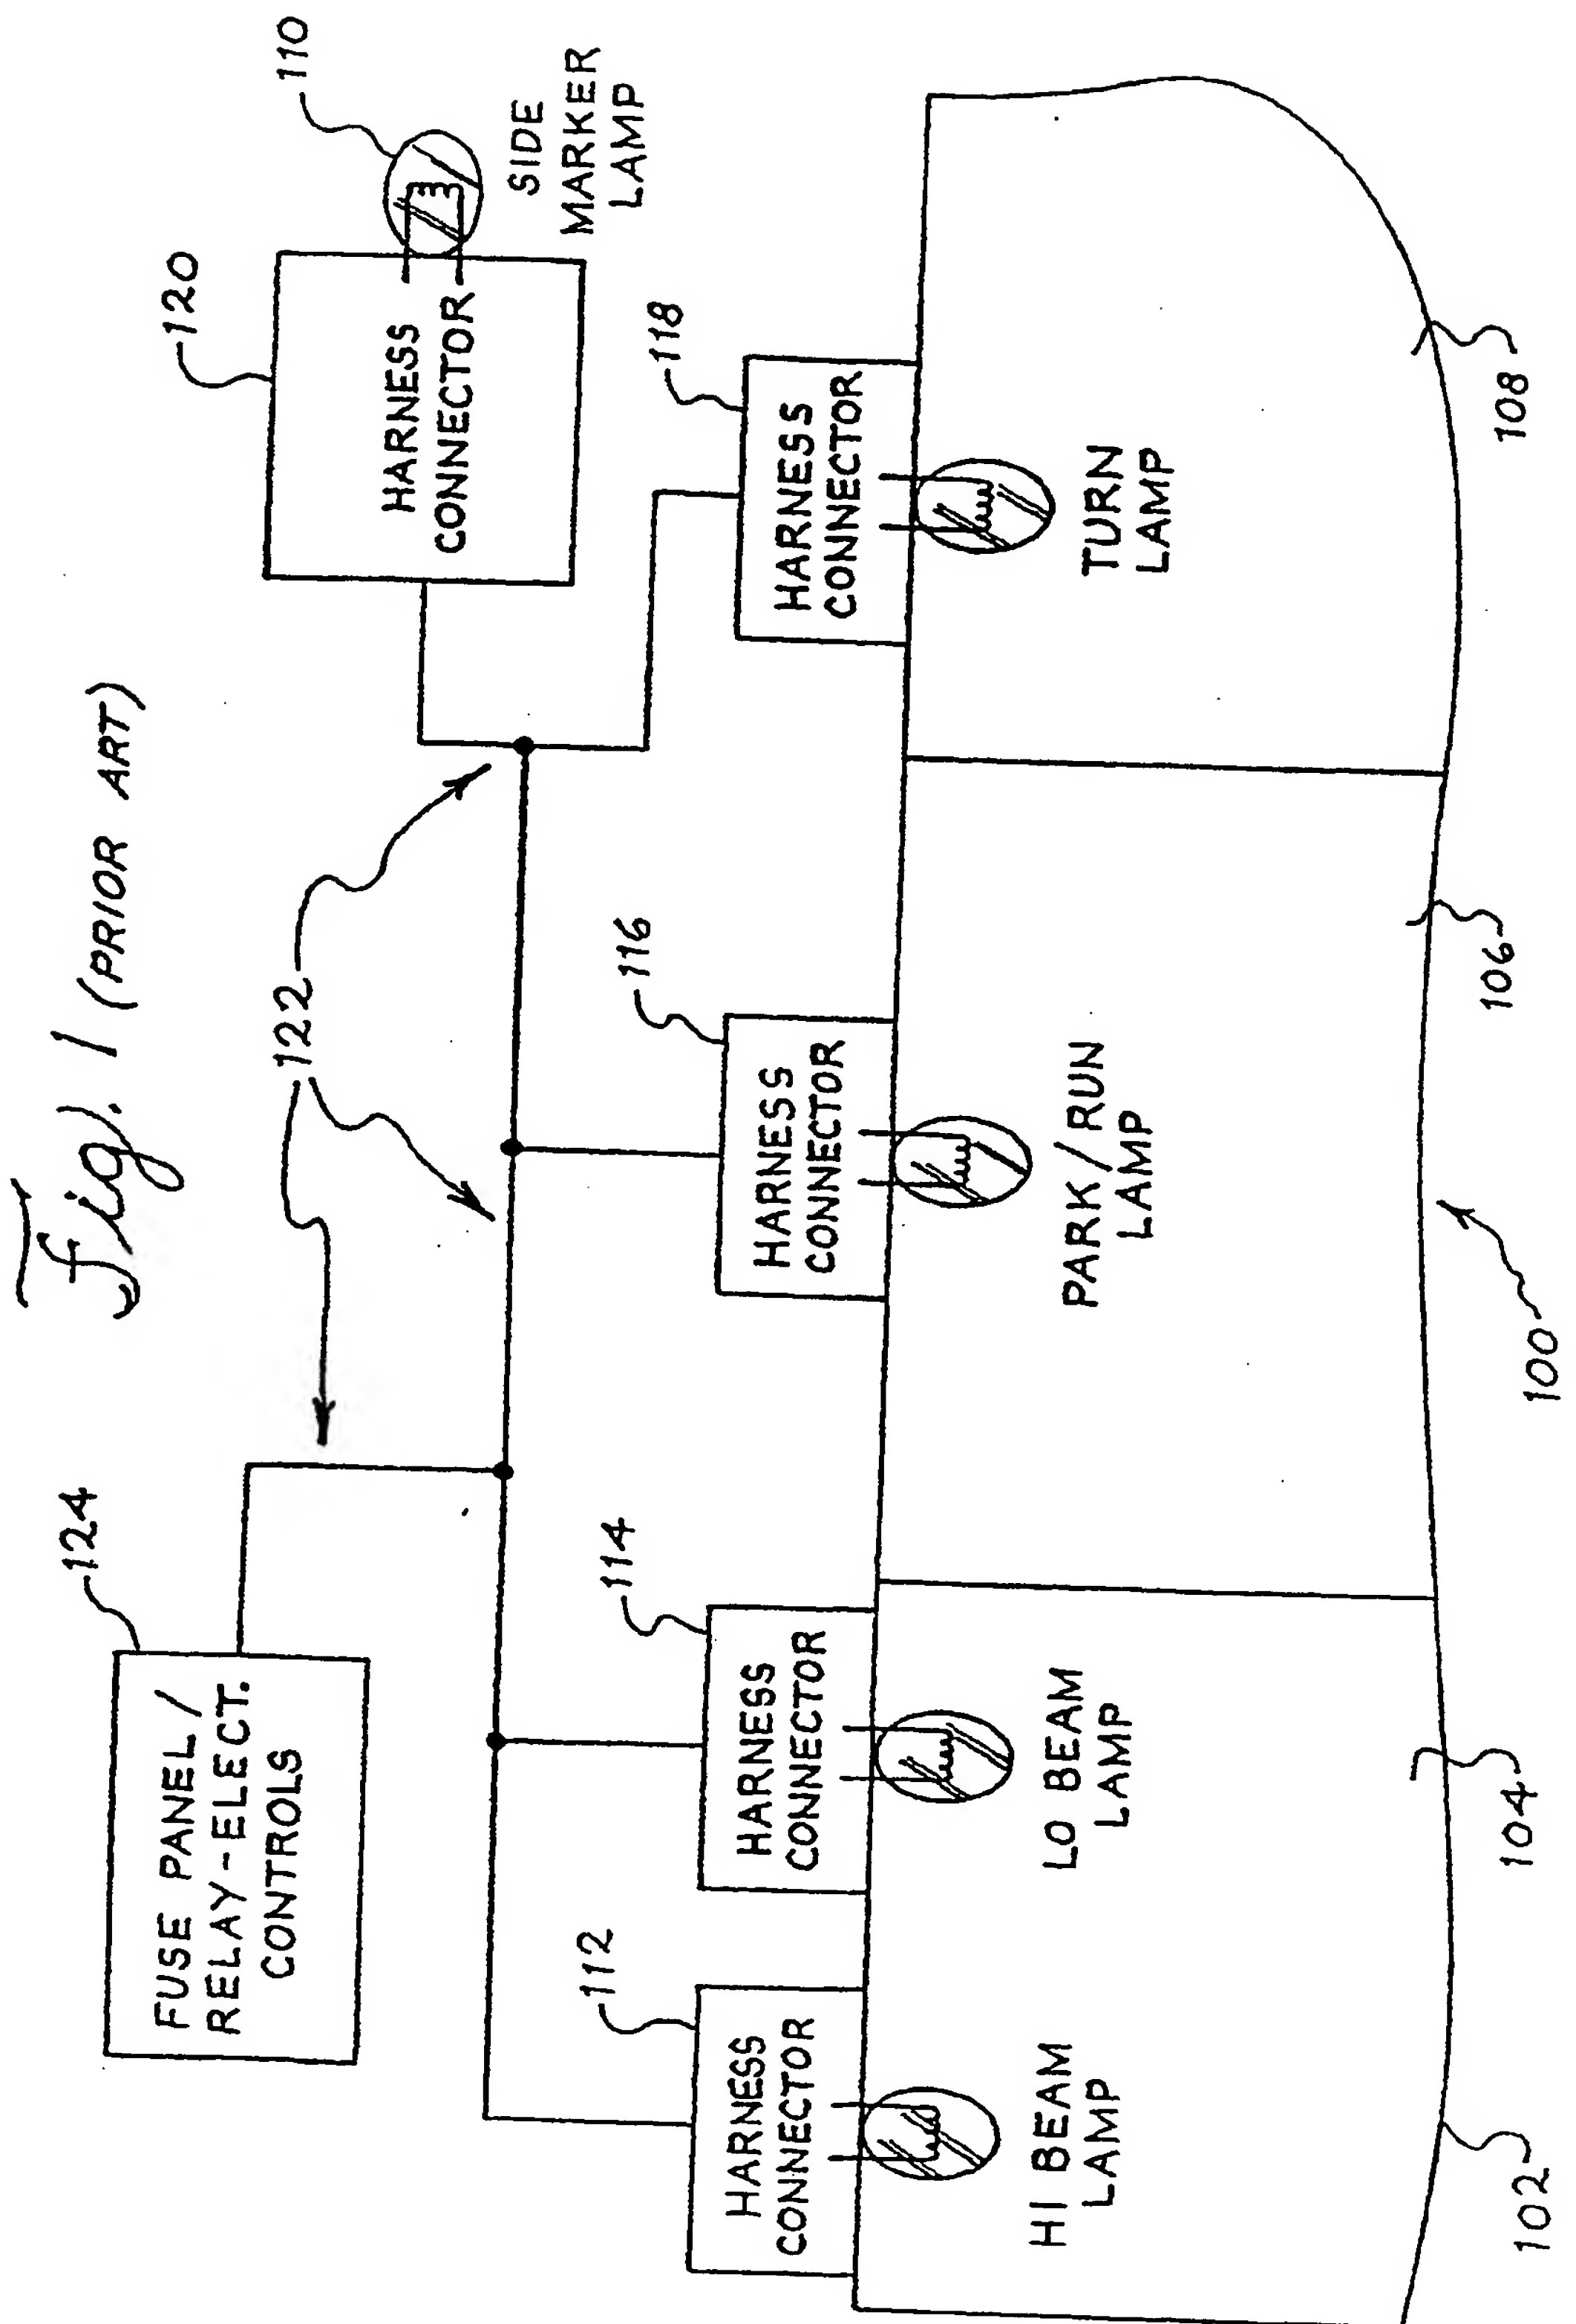 Fig. 1 (PRIOR ART)
124
FUSE PANEL/
RELAY-ELECT.
CONTROLS
122
120
HARNESS
CONNECTOR
110
SIDE
MARKER
LAMP
112
HARNESS
CONNECTOR
114
HARNESS
CONNECTOR
116
HARNESS
CONNECTOR
118
HARNESS
CONNECTOR
HI BEAM
LAMP
LO BEAM
LAMP
PARK/RUN
LAMP
TURN
LAMP
102
104
100
106
108